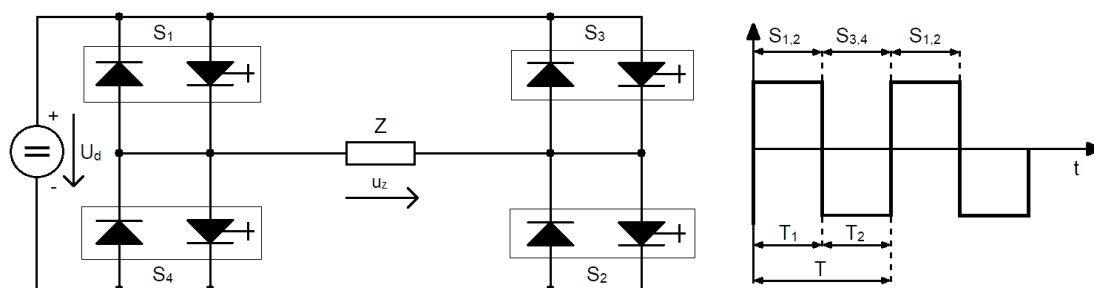 S1 S3
+
Ud
-
Z
uz
S4 S2
S1,2 S3,4 S1,2
t
T1 T2
T